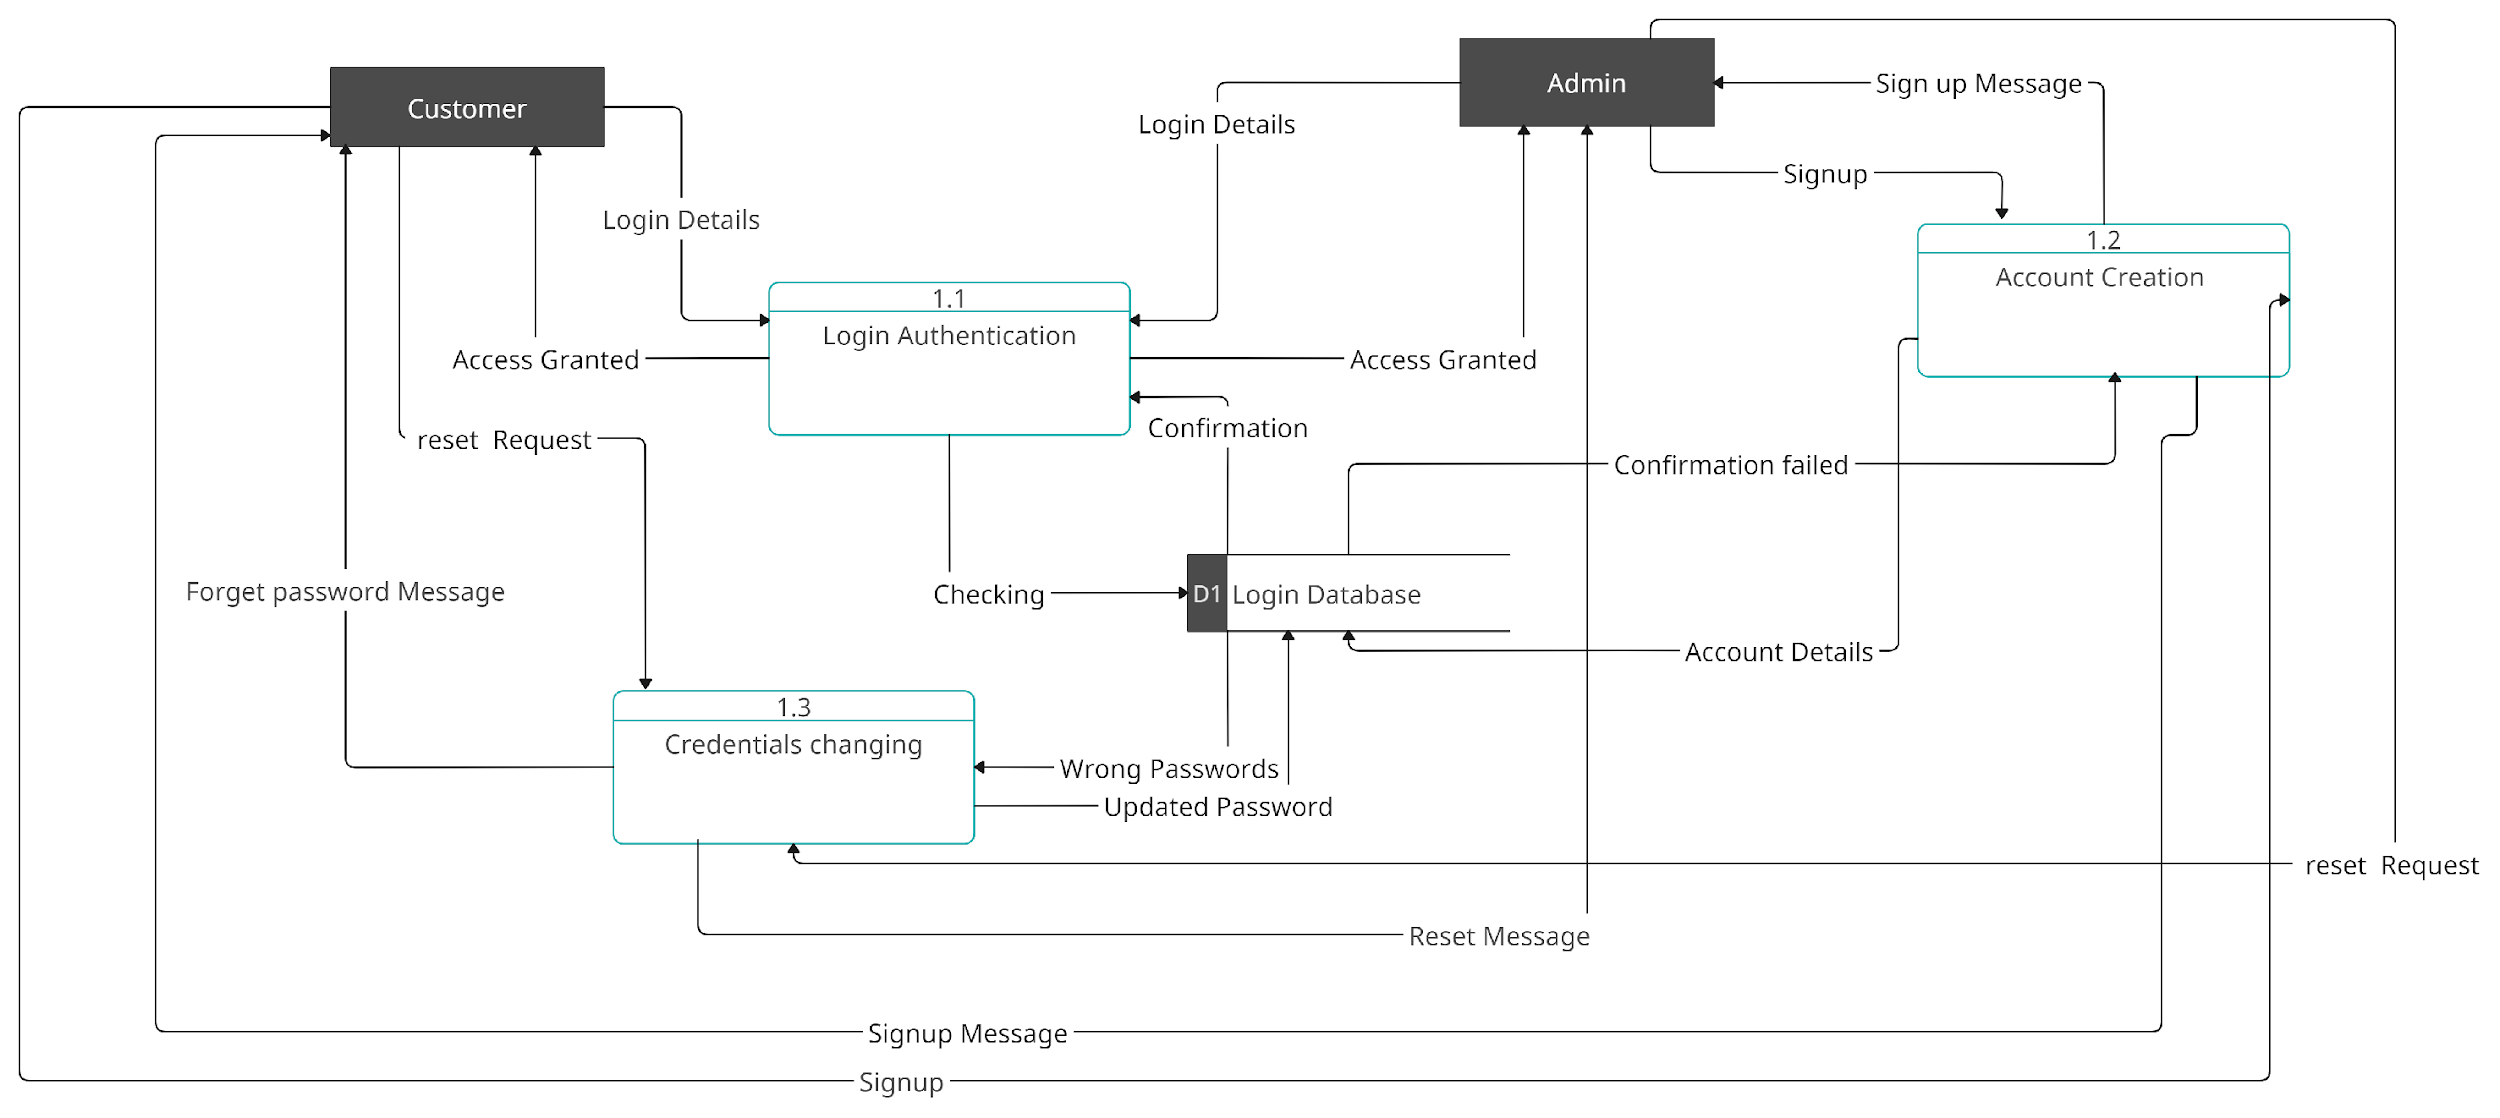 Admin
Sign up Message
Customer
Login Details
Signup
Login Details
1.2
Account Creation
1.1
Login Authentication
Access Granted
Access Granted
Confirmation
reset  Request
Confirmation failed
Forget password Message
Checking
D1
Login Database
Account Details
1.3
Credentials changing
Wrong Passwords
Updated Password
reset  Request
Reset Message
Signup Message
Signup